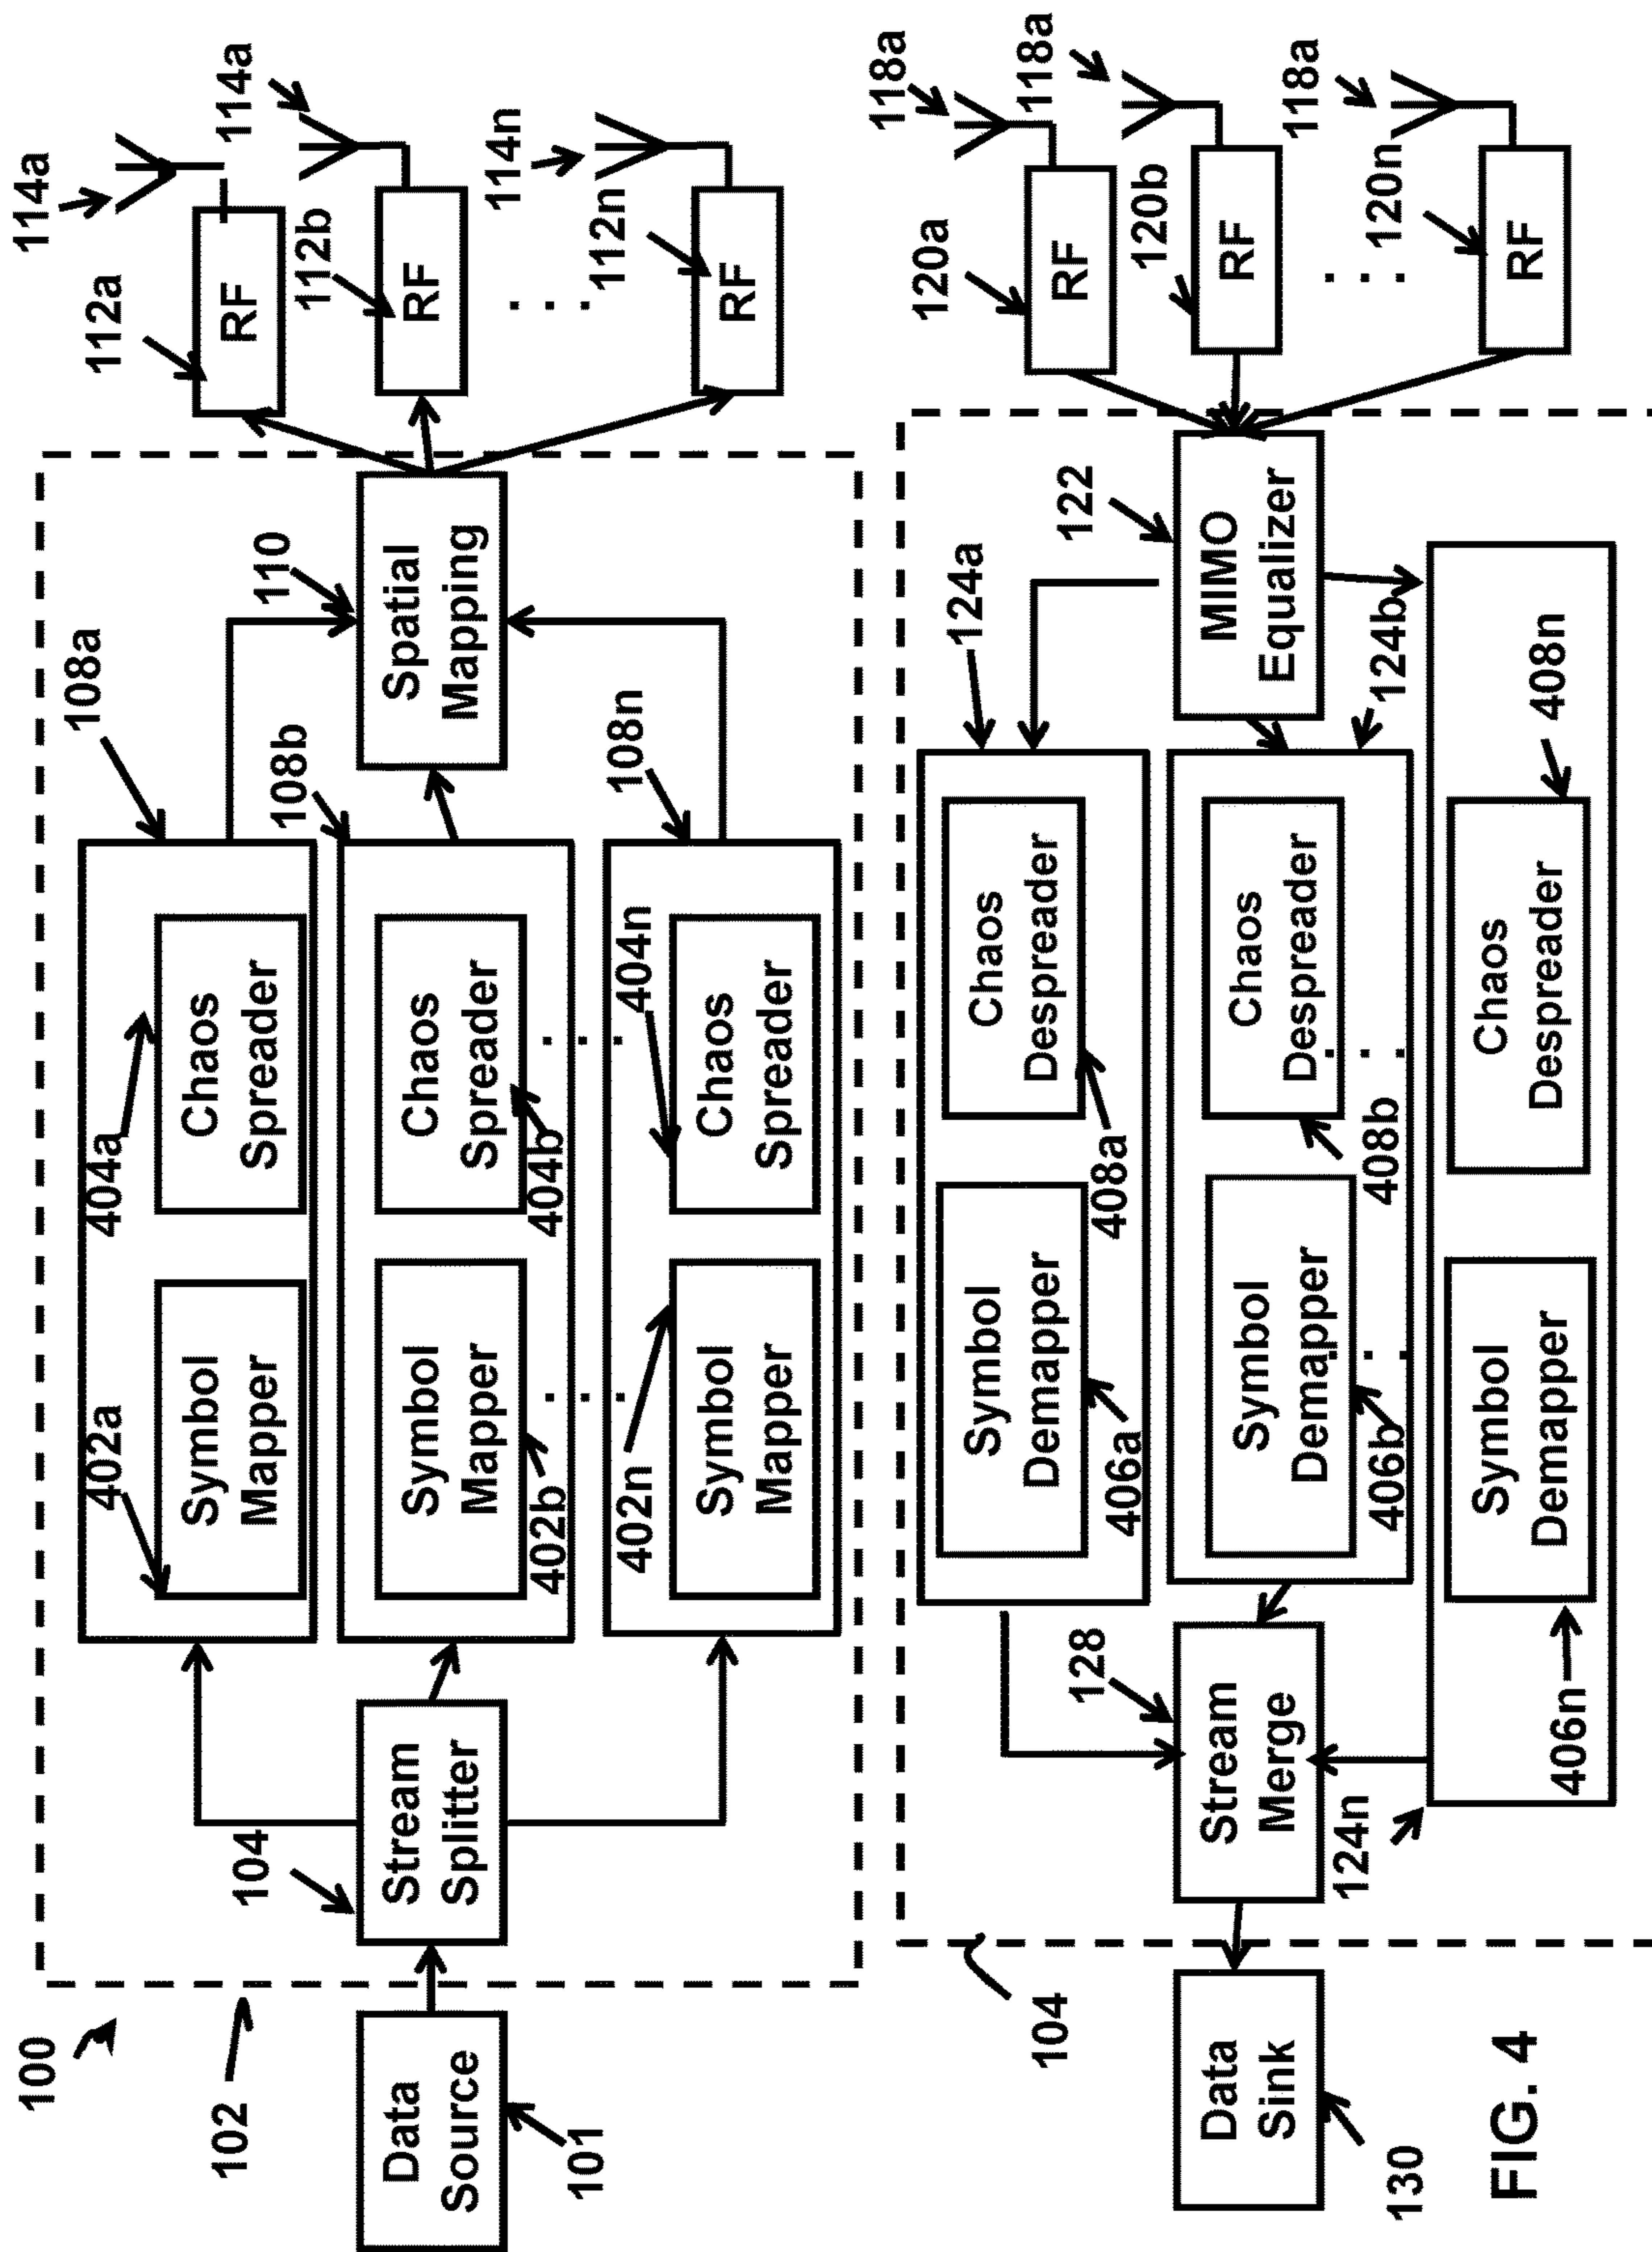 100
102
Data
Source
101
104
Stream
Splitter
108a
402a
Symbol
Mapper
404a
Chaos
Spreader
108b
Symbol
Mapper
402b
Chaos
Spreader
404b
. . .
. . .
108n
402n
Symbol
Mapper
404n
Chaos
Spreader
110
Spatial
Mapping
112a
RF
114a
112b
RF
114a
. . .
112n
RF
114n
118a
120a
RF
118a
120b
RF
. . .
118a
120n
RF
122
MIMO
Equalizer
124a
Symbol
Demapper
406a
Chaos
Despreader
408a
124b
Symbol
Demapper
406b
Chaos
Despreader
408b
. . .
. . .
124n
Symbol
Demapper
406n
Chaos
Despreader
408n
128
Stream
Merge
104
Data
Sink
130
FIG. 4